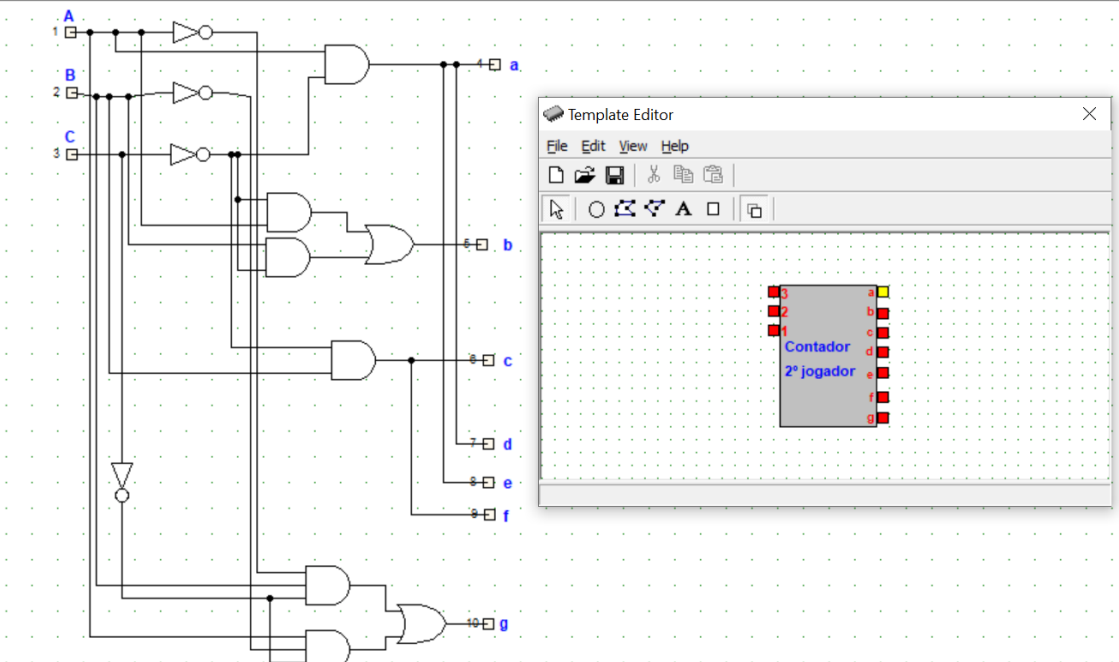 A
1
B
2
C
3
4 a
5 b
6 c
7 d
8 e
9 f
10 g
Template Editor
File Edit View Help
A
3 a
2 b
1 c
Contador d
2º jogador e
f
g